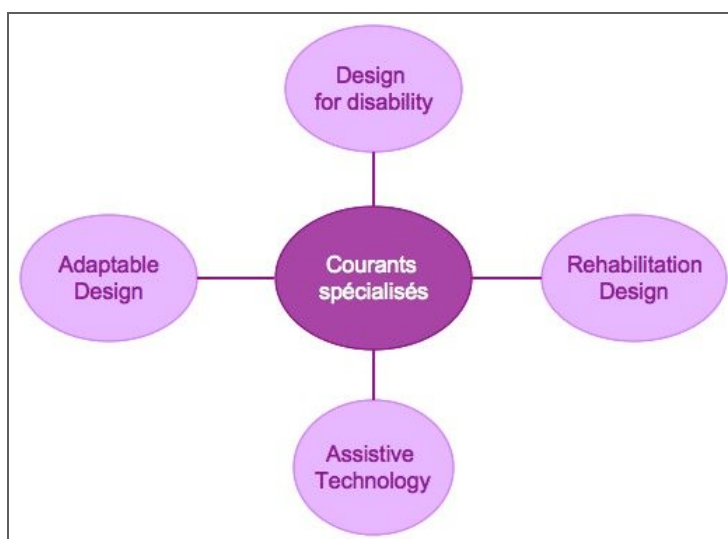 Design
for disability
Adaptable
Design
Courants
spécialisés
Rehabilitation
Design
Assistive
Technology